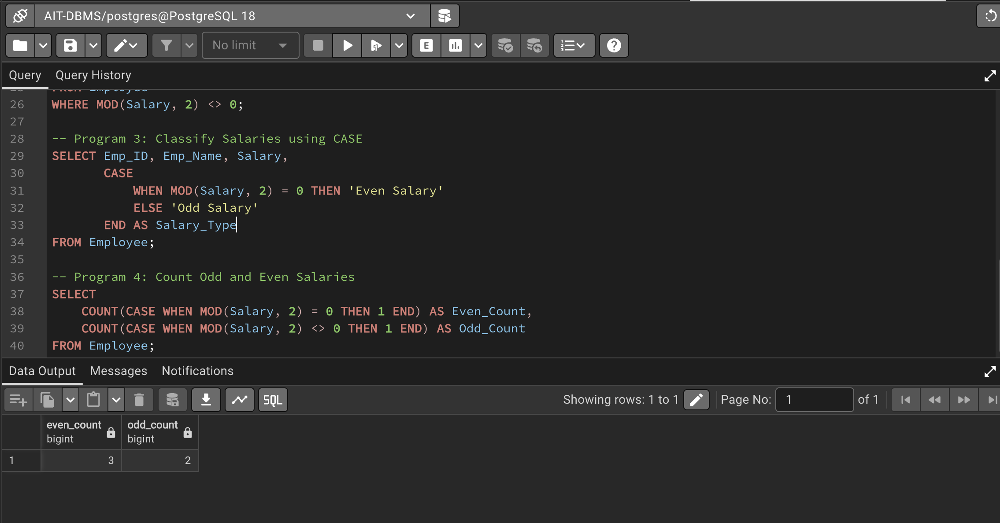 AIT-DBMS/postgres@PostgreSQL 18
No limit
E
Query Query History
25 FROM Employee
26 WHERE MOD(Salary, 2) <> 0;
27
28 -- Program 3: Classify Salaries using CASE
29 SELECT Emp_ID, Emp_Name, Salary,
30 CASE
31 WHEN MOD(Salary, 2) = 0 THEN 'Even Salary'
32 ELSE 'Odd Salary'
33 END AS Salary_Type
34 FROM Employee;
35
36 -- Program 4: Count Odd and Even Salaries
37 SELECT
38 COUNT(CASE WHEN MOD(Salary, 2) = 0 THEN 1 END) AS Even_Count,
39 COUNT(CASE WHEN MOD(Salary, 2) <> 0 THEN 1 END) AS Odd_Count
40 FROM Employee;
Data Output Messages Notifications
SQL Showing rows: 1 to 1 Page No: 1 of 1
even_count odd_count
bigint bigint
1 3 2